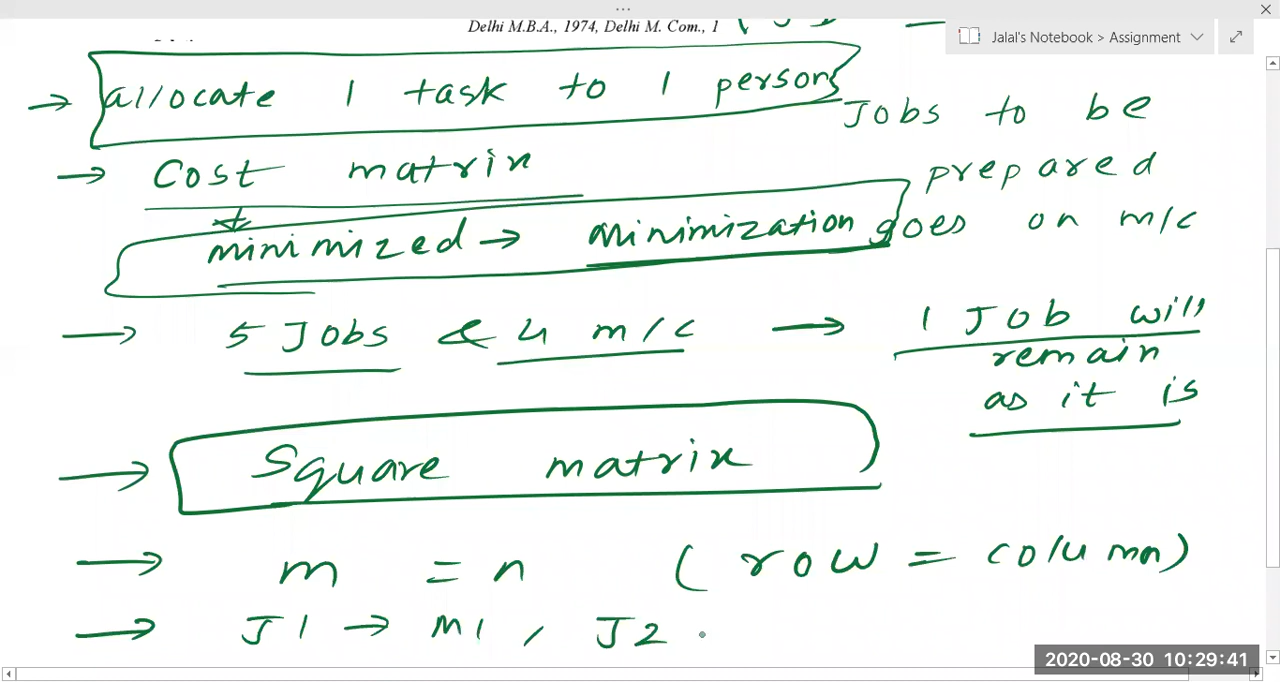 Delhi M.B.A., 1974, Delhi M. Com., 1
Jalal's Notebook > Assignment
→ allocate 1 task to 1 person
Jobs to be
prepared
goes on m/c
→ Cost matrix
minimized → minimization
→ 5 Jobs & 4 m/c → 1 Job will
remain
as it is
→ Square matrix
→ m = n (row = column)
→ J1 → M1, J2
2020-08-30 10:29:41